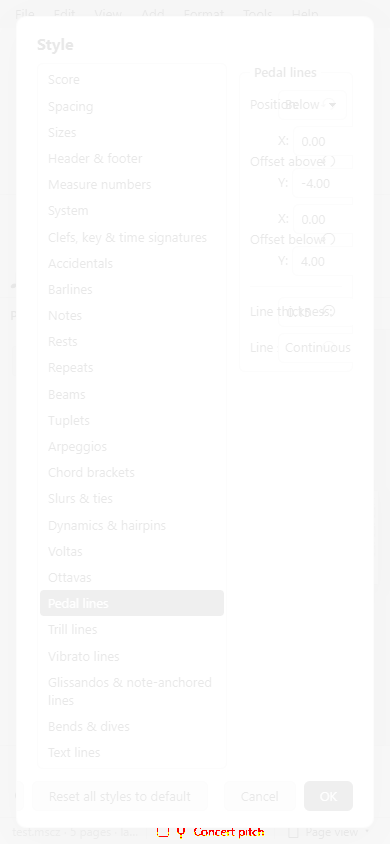 File Edit View Add Format Tools Help
Style
Score
Spacing
Sizes
Header & footer
Measure numbers
System
Clefs, key & time signatures
Accidentals
Barlines
Notes
Rests
Repeats
Beams
Tuplets
Arpeggios
Chord brackets
Slurs & ties
Dynamics & hairpins
Voltas
Ottavas
Pedal lines
Trill lines
Vibrato lines
Glissandos & note-anchored
lines
Bends & dives
Text lines
Pedal lines
Position Below
X: 0.00
Offset above
Y: -4.00
X: 0.00
Offset below
Y: 4.00
Line thickness 0.15
Line Continuous
Reset all styles to default Cancel OK
Concert pitch Page view